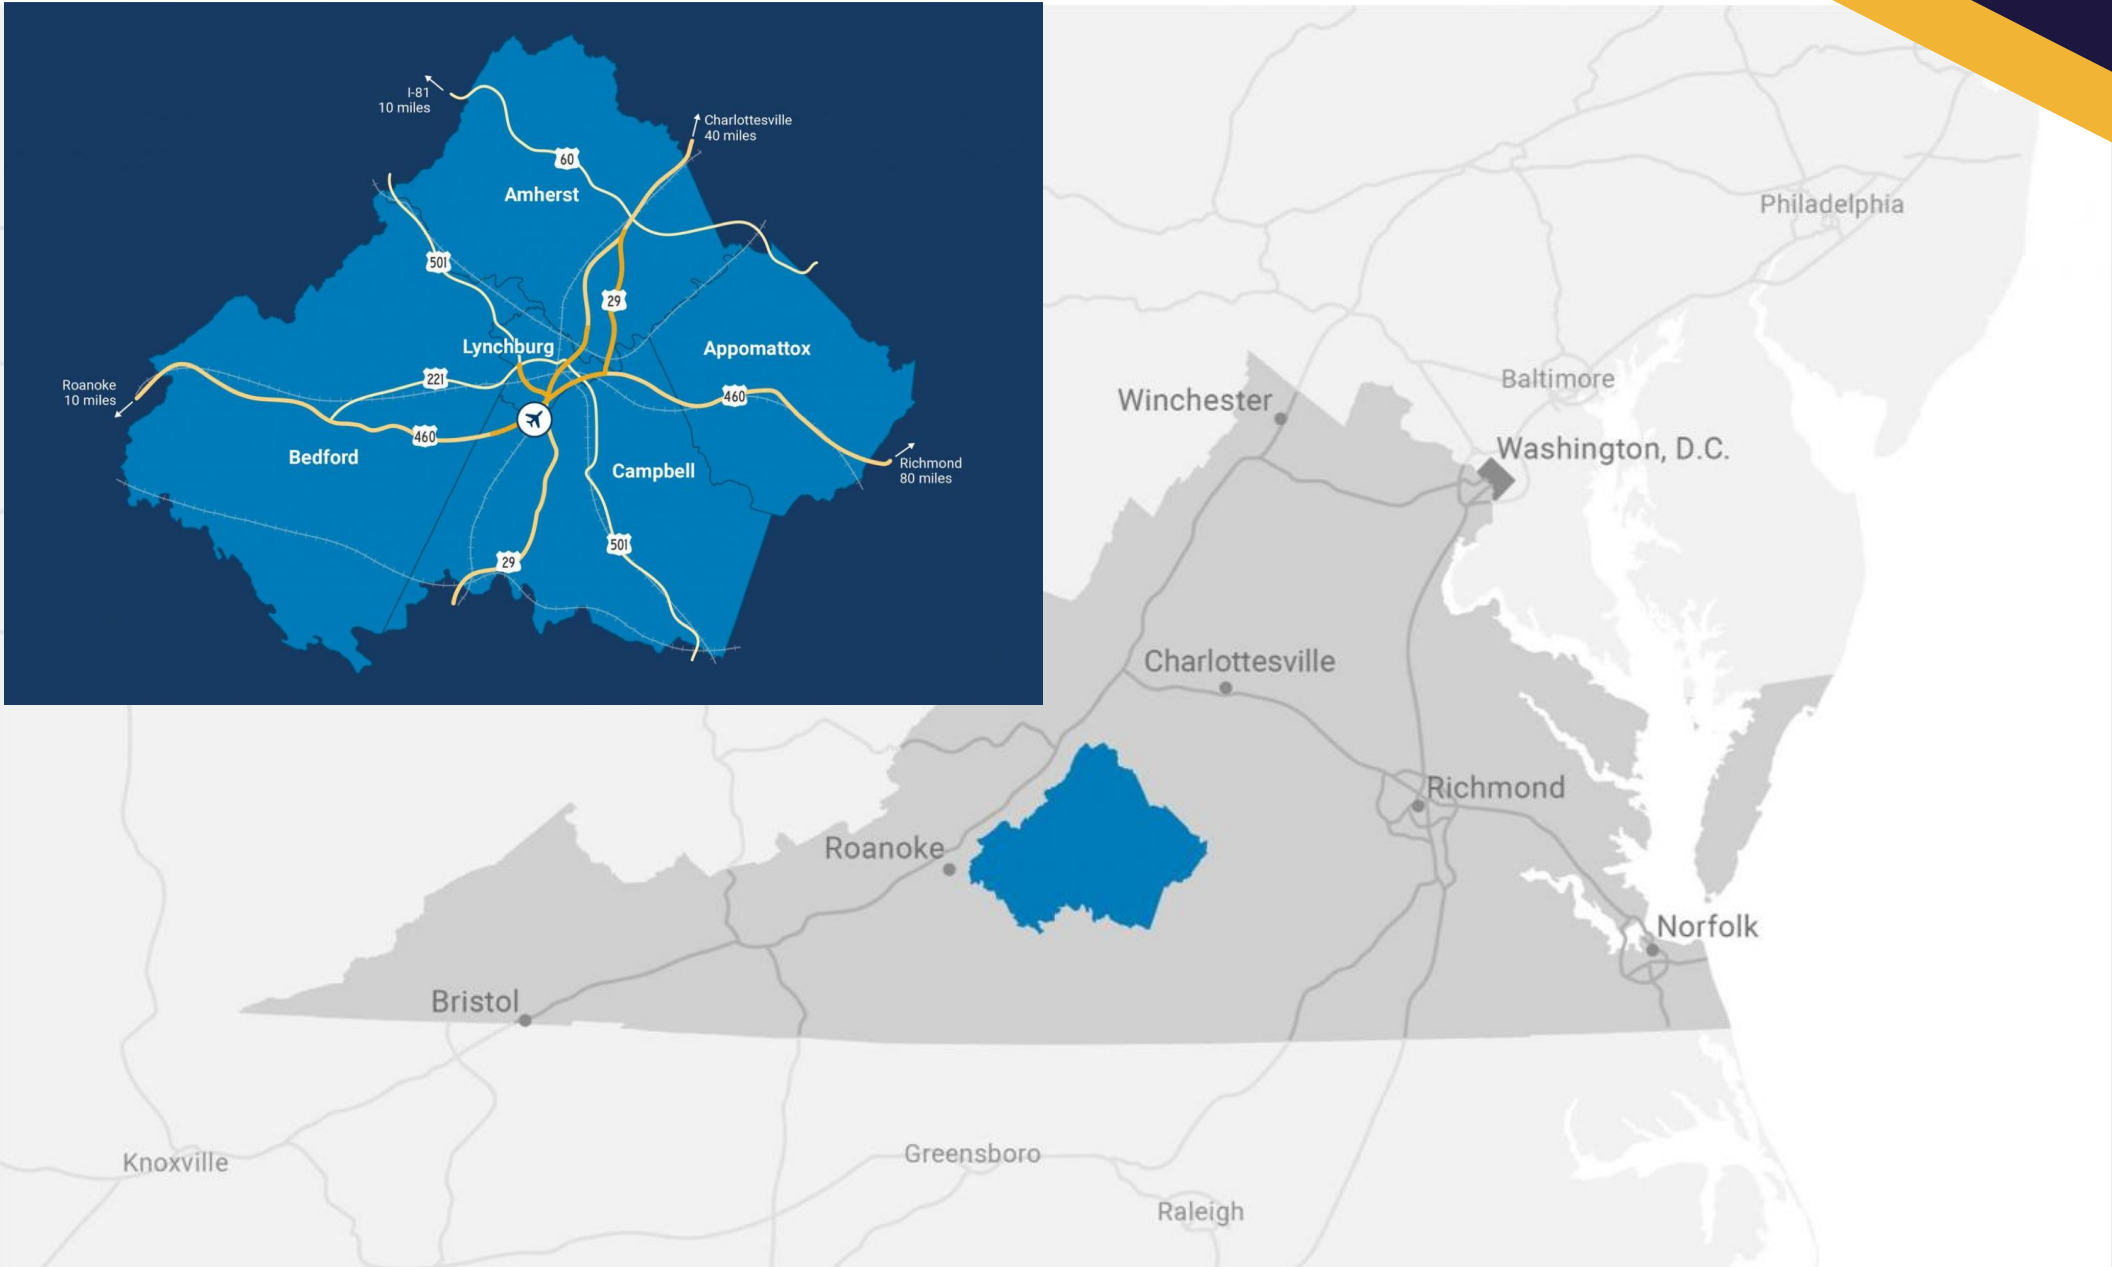 I-81
10 miles
Charlottesville
40 miles
60
Amherst
501
29
Lynchburg
Appomattox
221
Roanoke
10 miles
460
460
Bedford
Campbell
Richmond
80 miles
501
29
Philadelphia
Baltimore
Winchester
Washington, D.C.
Charlottesville
Richmond
Roanoke
Norfolk
Bristol
Knoxville
Greensboro
Raleigh